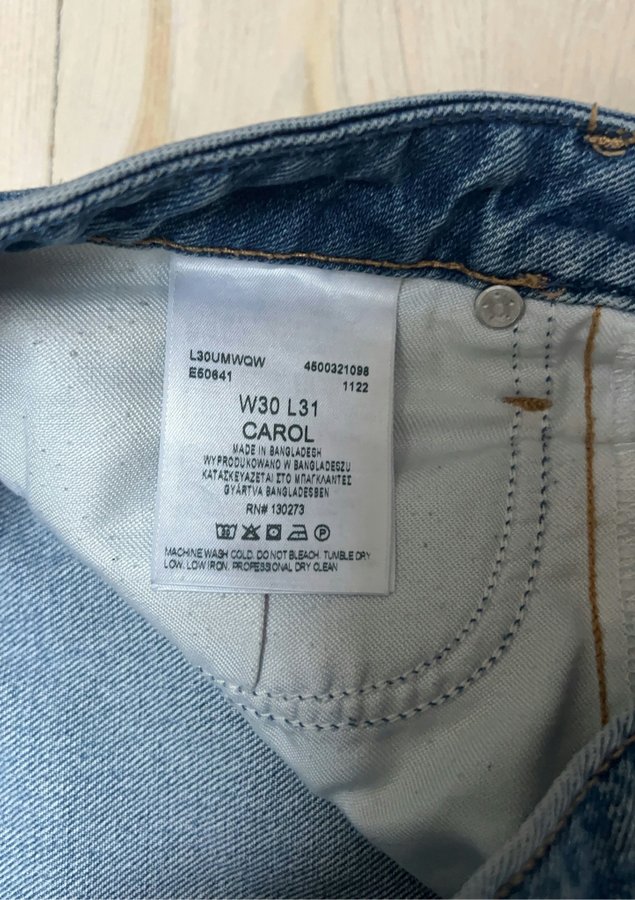 L30UMWQW 4500321098
E50641 1122
W30 L31
CAROL
MADE IN BANGLADESH
WYPRODUKOWANO W BANGLADESZU
ΚΑΤΑΣΚΕΥΑΖΕΤΑΙ ΣΤΟ ΜΠΑΓΚΛΑΝΤΕΣ
GYÁRTVA BANGLADESBEN
RN# 130273
P
MACHINE WASH COLD. DO NOT BLEACH. TUMBLE DRY
LOW. LOW IRON. PROFESSIONAL DRY CLEAN